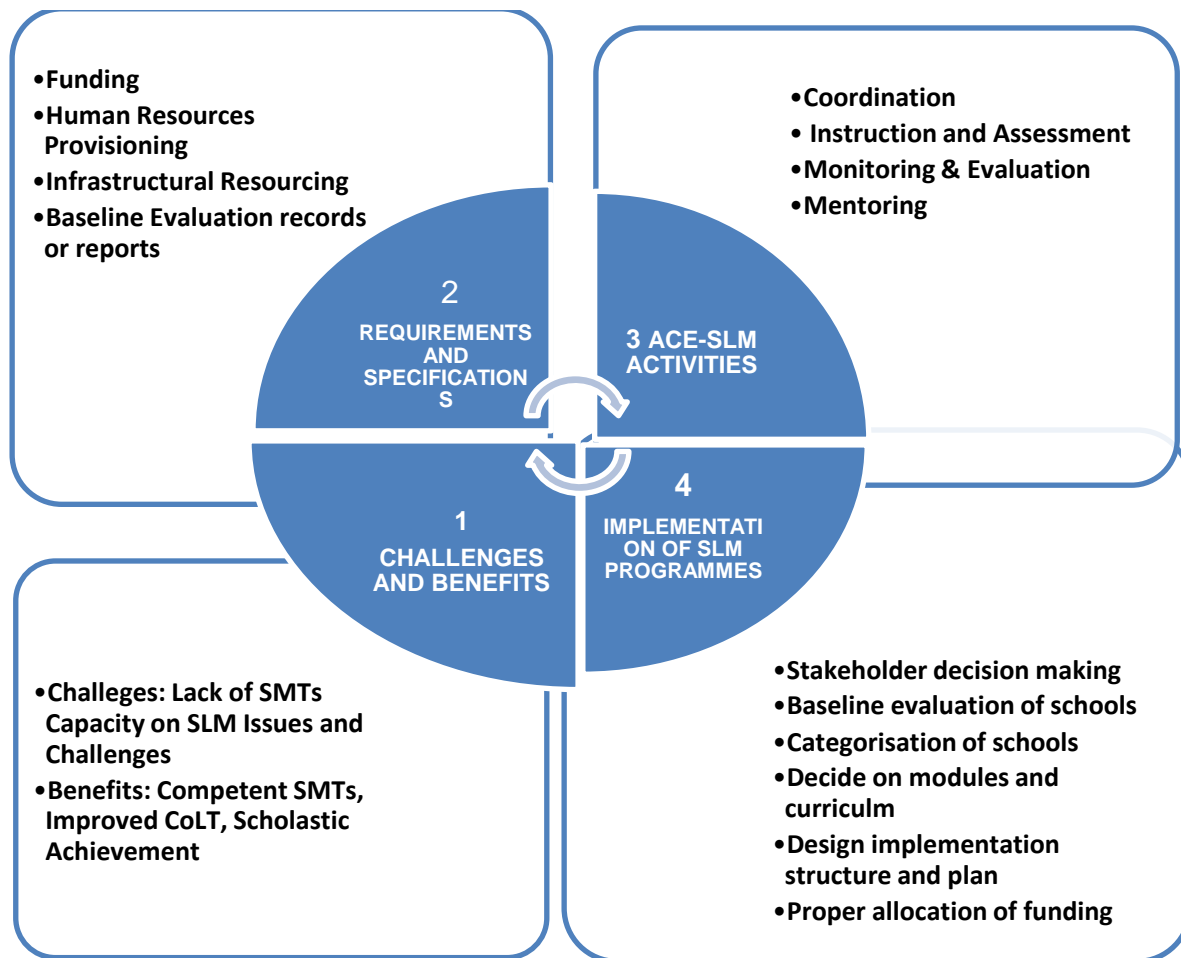 •Funding
•Human Resources
Provisioning
•Infrastructural Resourcing
•Baseline Evaluation records
or reports
•Coordination
• Instruction and Assessment
•Monitoring & Evaluation
•Mentoring
2
REQUIREMENTS
AND
SPECIFICATION
S
3 ACE-SLM
ACTIVITIES
1
CHALLENGES
AND BENEFITS
4
IMPLEMENTATI
ON OF SLM
PROGRAMMES
•Challeges: Lack of SMTs
Capacity on SLM Issues and
Challenges
•Benefits: Competent SMTs,
Improved CoLT, Scholastic
Achievement
•Stakeholder decision making
•Baseline evaluation of schools
•Categorisation of schools
•Decide on modules and
curriculm
•Design implementation
structure and plan
•Proper allocation of funding